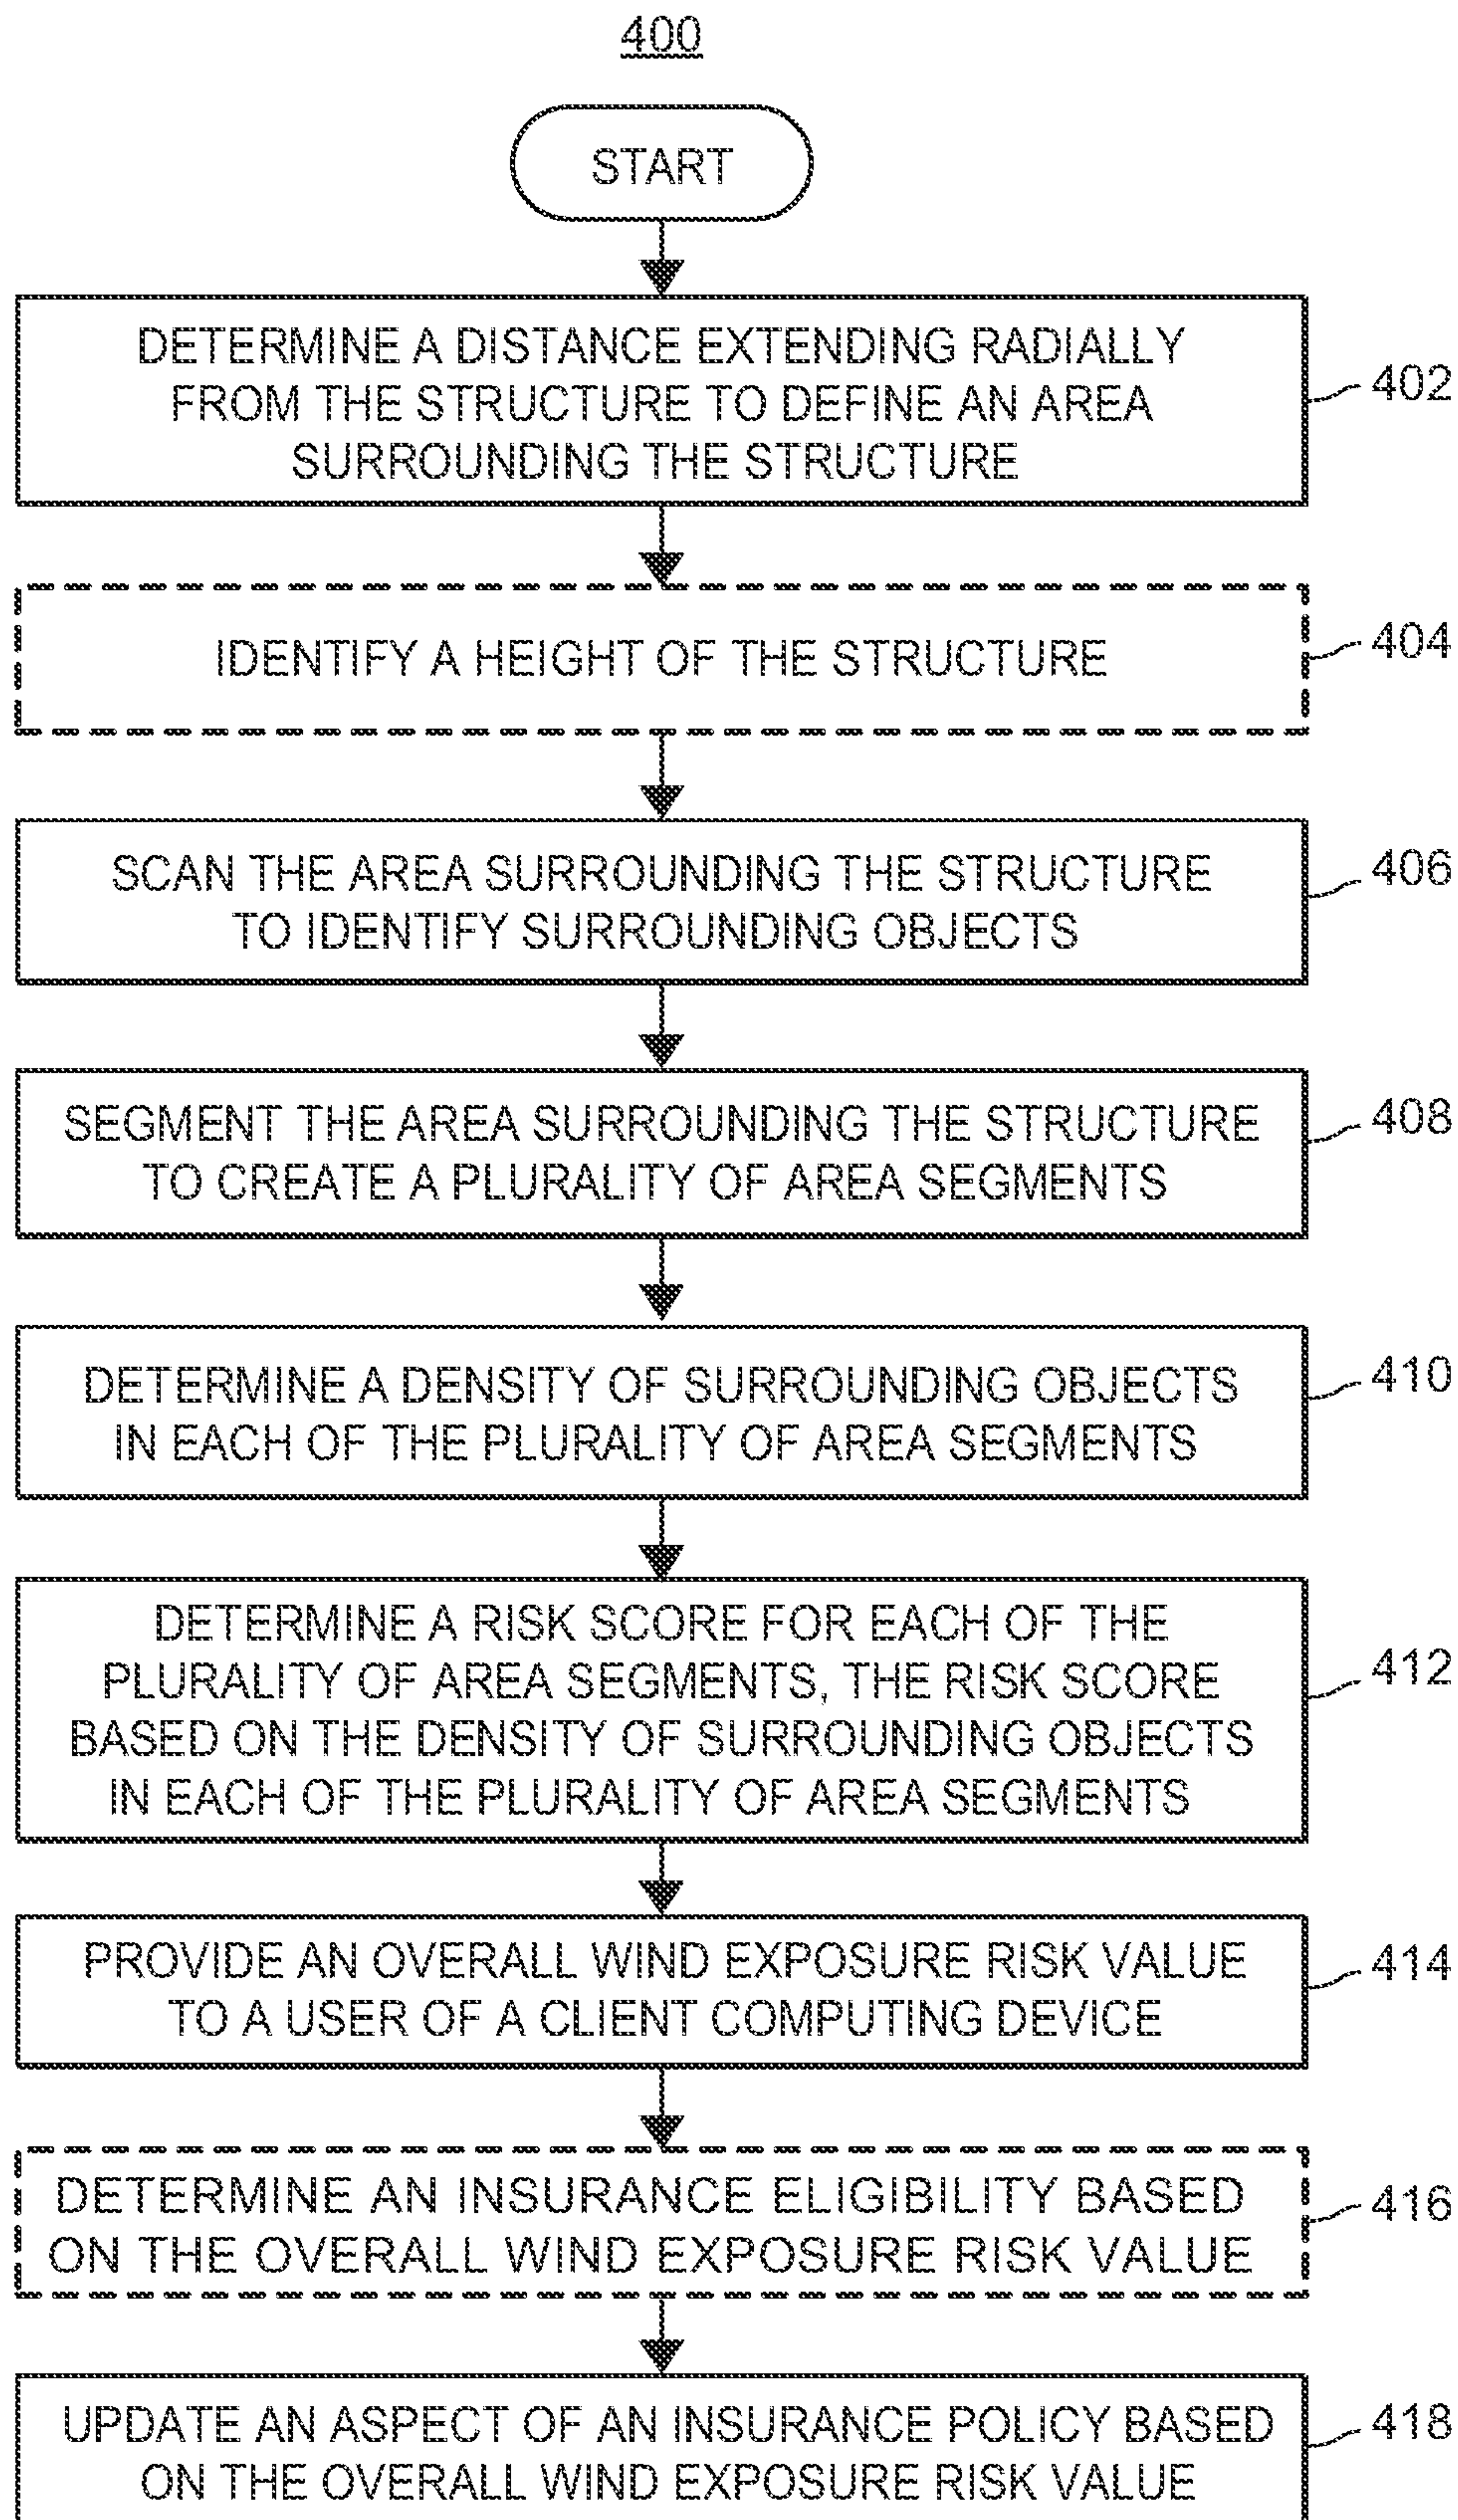 400
START
DETERMINE A DISTANCE EXTENDING RADIALLY
FROM THE STRUCTURE TO DEFINE AN AREA
SURROUNDING THE STRUCTURE
402
IDENTIFY A HEIGHT OF THE STRUCTURE
404
SCAN THE AREA SURROUNDING THE STRUCTURE
TO IDENTIFY SURROUNDING OBJECTS
406
SEGMENT THE AREA SURROUNDING THE STRUCTURE
TO CREATE A PLURALITY OF AREA SEGMENTS
408
DETERMINE A DENSITY OF SURROUNDING OBJECTS
IN EACH OF THE PLURALITY OF AREA SEGMENTS
410
DETERMINE A RISK SCORE FOR EACH OF THE
PLURALITY OF AREA SEGMENTS, THE RISK SCORE
BASED ON THE DENSITY OF SURROUNDING OBJECTS
IN EACH OF THE PLURALITY OF AREA SEGMENTS
412
PROVIDE AN OVERALL WIND EXPOSURE RISK VALUE
TO A USER OF A CLIENT COMPUTING DEVICE
414
DETERMINE AN INSURANCE ELIGIBILITY BASED
ON THE OVERALL WIND EXPOSURE RISK VALUE
416
UPDATE AN ASPECT OF AN INSURANCE POLICY BASED
ON THE OVERALL WIND EXPOSURE RISK VALUE
418